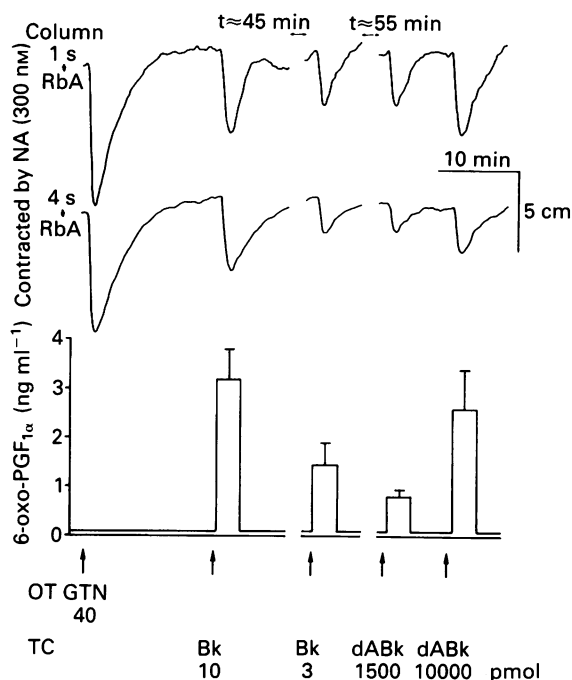 t≈45 min
t≈55 min
Column
1 s
RbA
Contracted by NA (300 nM)
10 min
5 cm
4 s
RbA
6-oxo-PGF1α (ng ml−1)
4
3
2
1
0
OT GTN
40
TC Bk Bk dABk dABk
10 3 1500 10000 pmol